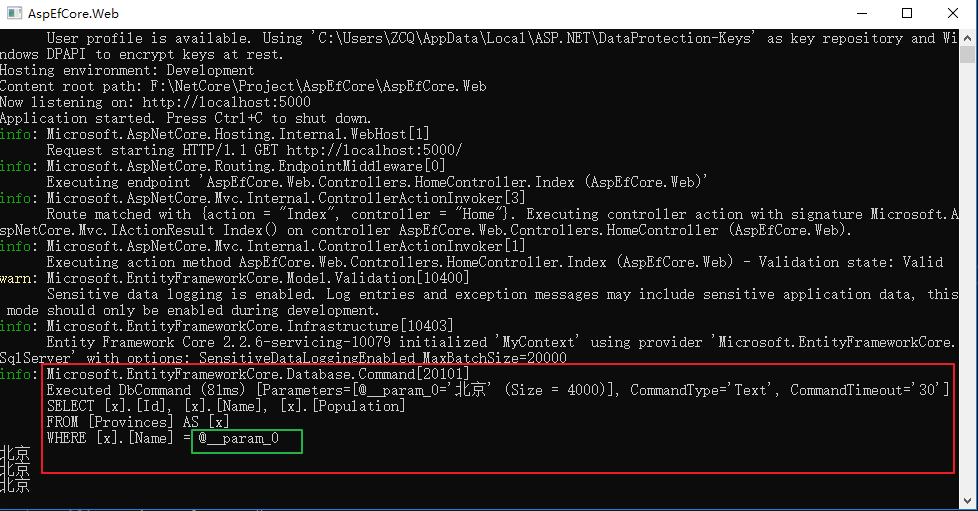 AspEfCore.Web
User profile is available. Using 'C:\Users\ZCQ\AppData\Local\ASP.NET\DataProtection-Keys' as key repository and Wi
ndows DPAPI to encrypt keys at rest.
Hosting environment: Development
Content root path: F:\NetCore\Project\AspEfCore\AspEfCore.Web
Now listening on: http://localhost:5000
Application started. Press Ctrl+C to shut down.
info: Microsoft.AspNetCore.Hosting.Internal.WebHost[1]
Request starting HTTP/1.1 GET http://localhost:5000/
info: Microsoft.AspNetCore.Routing.EndpointMiddleware[0]
Executing endpoint 'AspEfCore.Web.Controllers.HomeController.Index (AspEfCore.Web)'
info: Microsoft.AspNetCore.Mvc.Internal.ControllerActionInvoker[3]
Route matched with {action = "Index", controller = "Home"}. Executing controller action with signature Microsoft.A
spNetCore.Mvc.IActionResult Index() on controller AspEfCore.Web.Controllers.HomeController (AspEfCore.Web).
info: Microsoft.AspNetCore.Mvc.Internal.ControllerActionInvoker[1]
Executing action method AspEfCore.Web.Controllers.HomeController.Index (AspEfCore.Web) - Validation state: Valid
warn: Microsoft.EntityFrameworkCore.Model.Validation[10400]
Sensitive data logging is enabled. Log entries and exception messages may include sensitive application data, this
mode should only be enabled during development.
info: Microsoft.EntityFrameworkCore.Infrastructure[10403]
Entity Framework Core 2.2.6-servicing-10079 initialized 'MyContext' using provider 'Microsoft.EntityFrameworkCore.
SqlServer' with options: SensitiveDataLoggingEnabled MaxBatchSize=20000
info: Microsoft.EntityFrameworkCore.Database.Command[20101]
Executed DbCommand (81ms) [Parameters=[@__param_0='北京' (Size = 4000)], CommandType='Text', CommandTimeout='30']
SELECT [x].[Id], [x].[Name], [x].[Population]
FROM [Provinces] AS [x]
WHERE [x].[Name] = @__param_0
北京
北京
北京